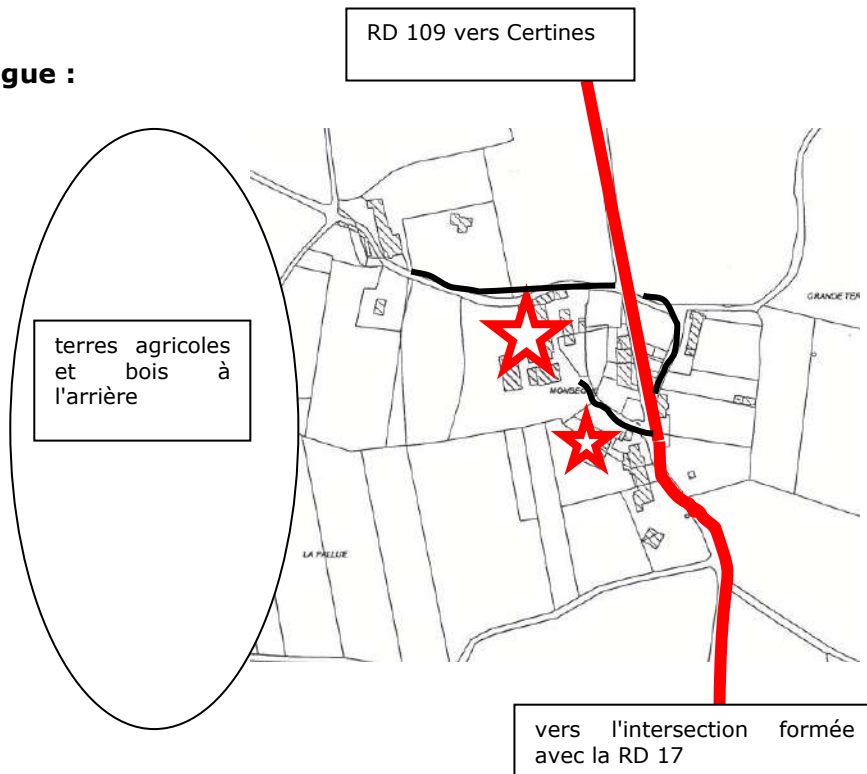 RD 109 vers Certines
gue :
GRANDE TER
terres agricoles
et bois à
l'arrière
LA PALLUE
vers l'intersection formée
avec la RD 17